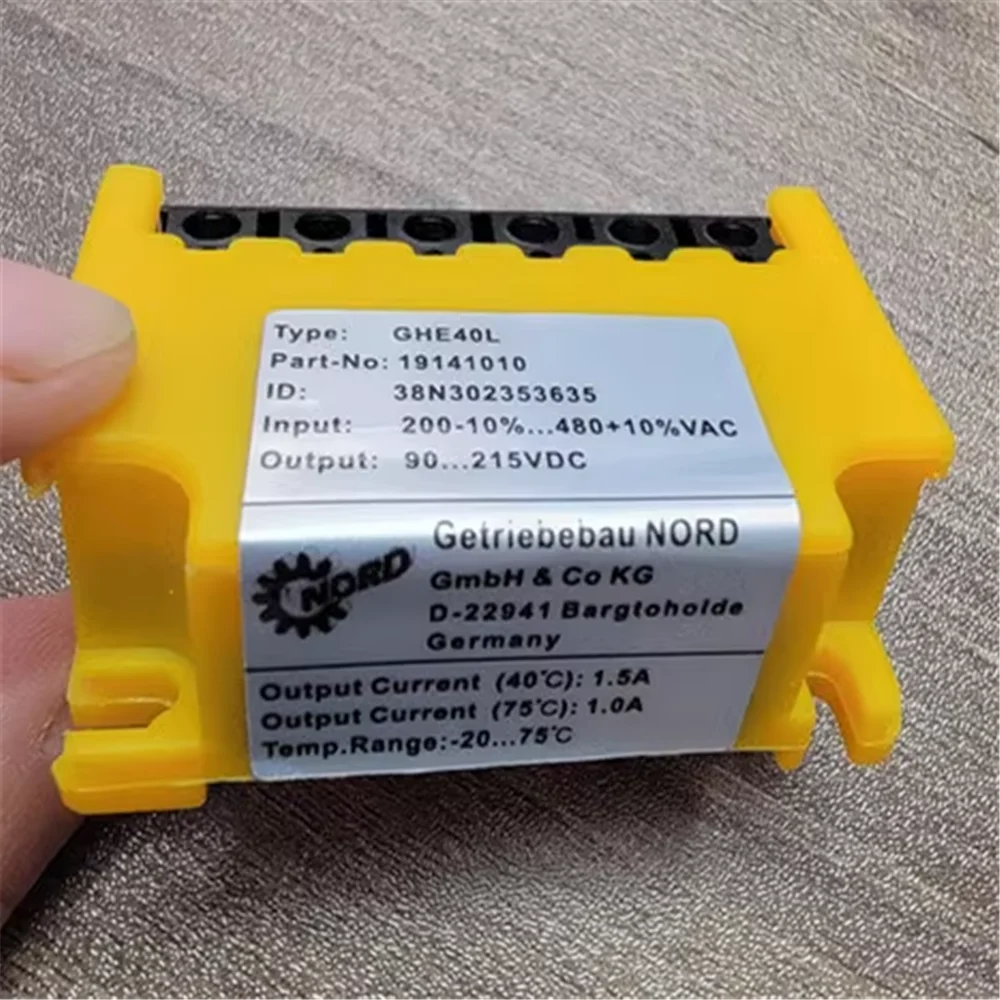 Type: GHE40L
Part-No: 19141010
ID: 38N302353635
Input: 200-10%...480+10%VAC
Output: 90...215VDC
NORD
Getriebebau NORD
GmbH & Co KG
D-22941 Bargtoholde
Germany
Output Current (40℃): 1.5A
Output Current (75℃): 1.0A
Temp.Range:-20...75℃